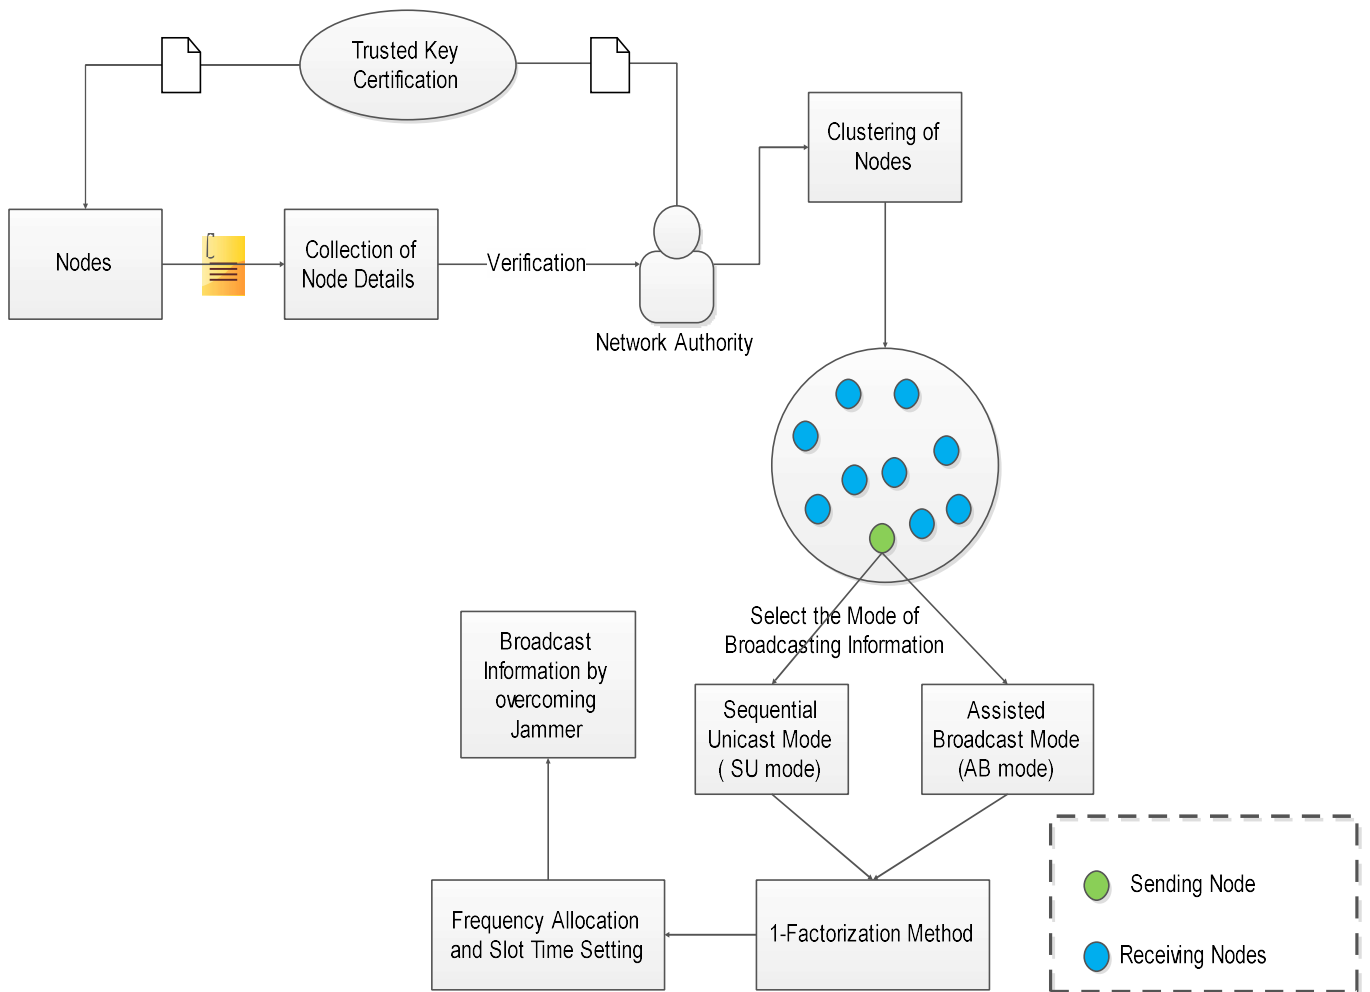 Trusted Key
Certification
Clustering of
Nodes
Nodes
Collection of
Node Details
Verification
Network Authority
Select the Mode of
Broadcasting Information
Broadcast
Information by
overcoming
Jammer
Sequential
Unicast Mode
( SU mode)
Assisted
Broadcast Mode
(AB mode)
Frequency Allocation
and Slot Time Setting
1-Factorization Method
Sending Node
Receiving Nodes